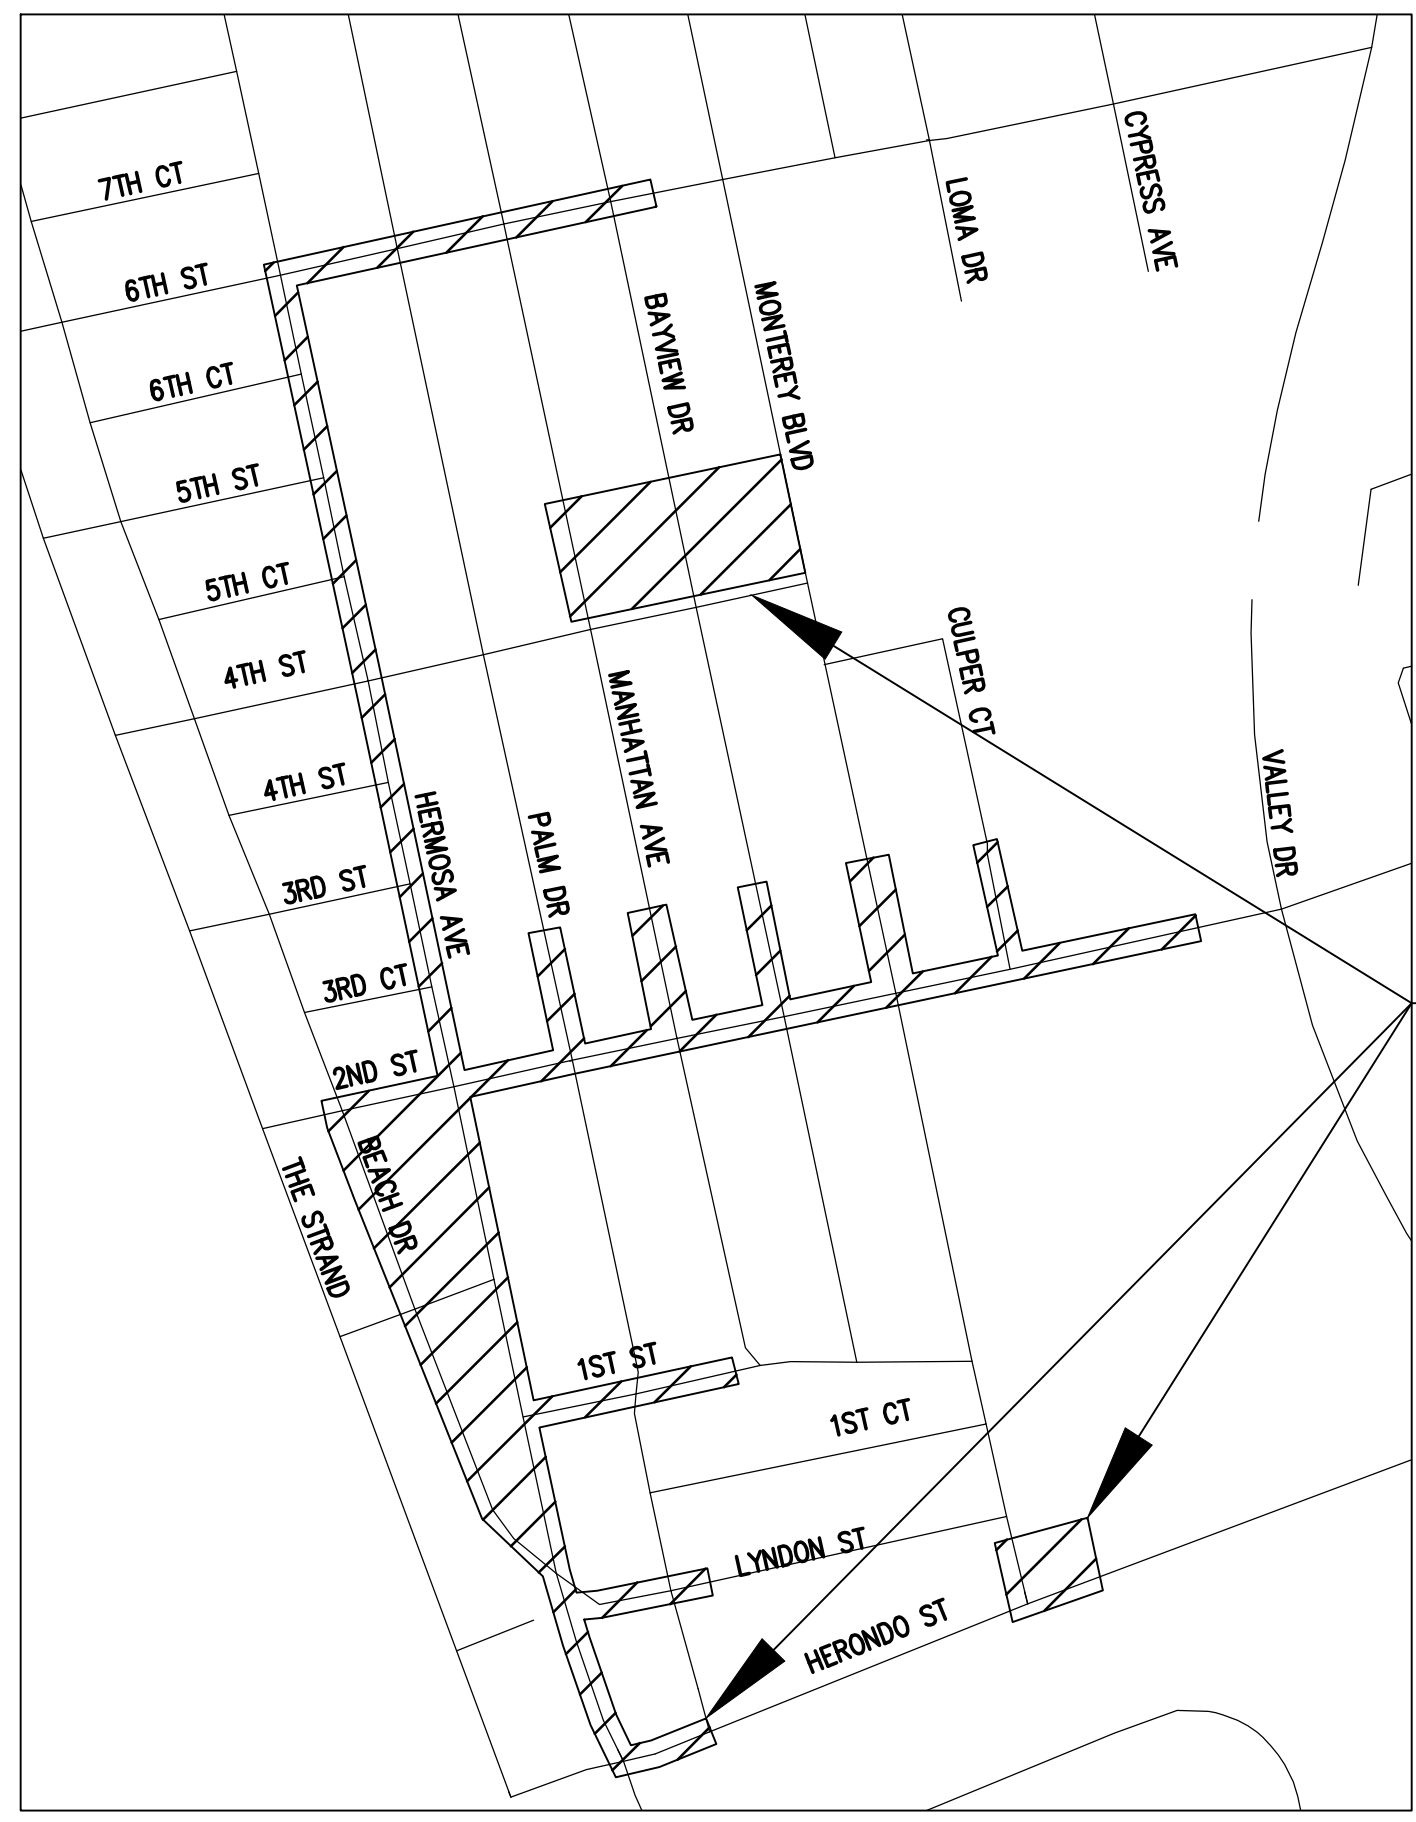 7TH CT
CYPRESS AVE
LOMA DR
6TH ST
MONTEREY BLVD
BAYVIEW DR
6TH CT
5TH ST
5TH CT
CULPER CT
4TH ST
MANHATTAN AVE
VALLEY DR
4TH ST
HERMOSA AVE
PALM DR
3RD ST
3RD CT
2ND ST
BEACH DR
THE STRAND
1ST ST
1ST CT
LYNDON ST
HERONDO ST